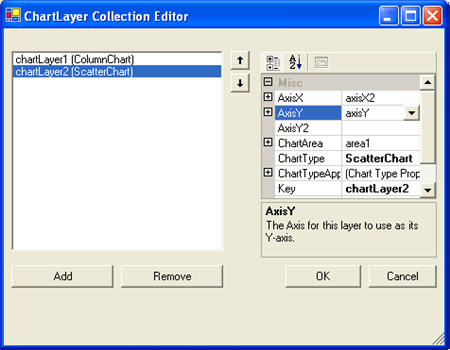 ChartLayer Collection Editor
chartLayer1 (ColumnChart)
chartLayer2 (ScatterChart)
Misc
AxisX axisX2
AxisY axisY
AxisY2
ChartArea area1
ChartType ScatterChart
ChartTypeApp (Chart Type Prop
Key chartLayer2
AxisY
The Axis for this layer to use as its
Y-axis.
Add Remove OK Cancel